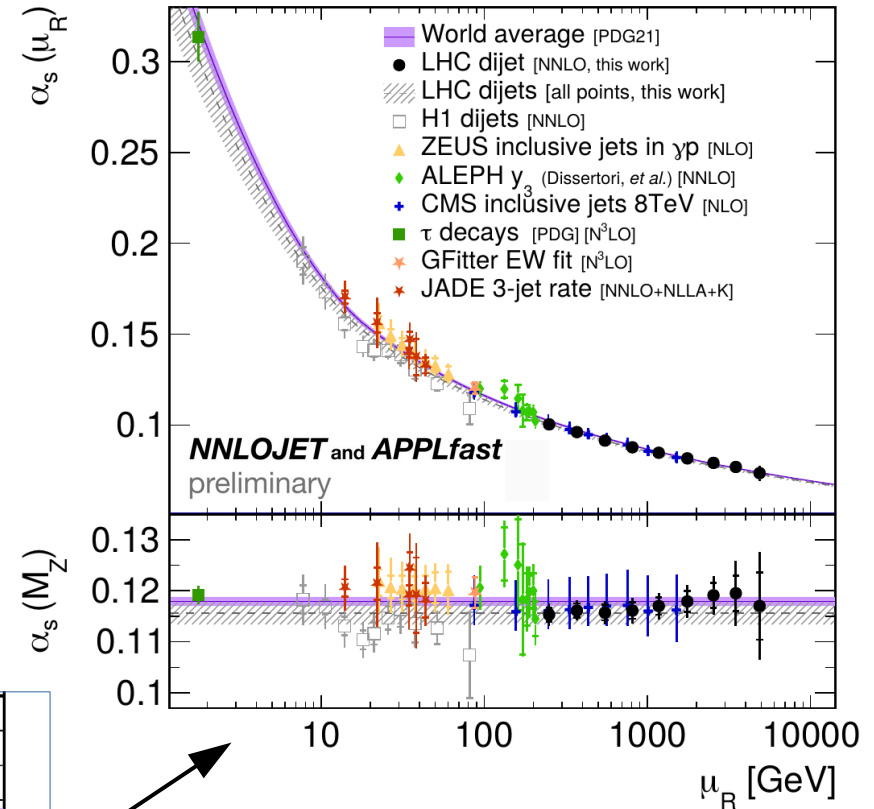 αs (μR)
0.3
0.25
0.2
0.15
0.1
World average [PDG21]
LHC dijet [NNLO, this work]
LHC dijets [all points, this work]
H1 dijets [NNLO]
ZEUS inclusive jets in γp [NLO]
ALEPH y3 (Dissertori, et al.) [NNLO]
CMS inclusive jets 8TeV [NLO]
τ decays [PDG] [N³LO]
GFitter EW fit [N³LO]
JADE 3-jet rate [NNLO+NLLA+K]
NNLOJET and APPLfast
preliminary
αs (MZ)
0.13
0.12
0.11
0.1
10 100 1000 10000
μR [GeV]